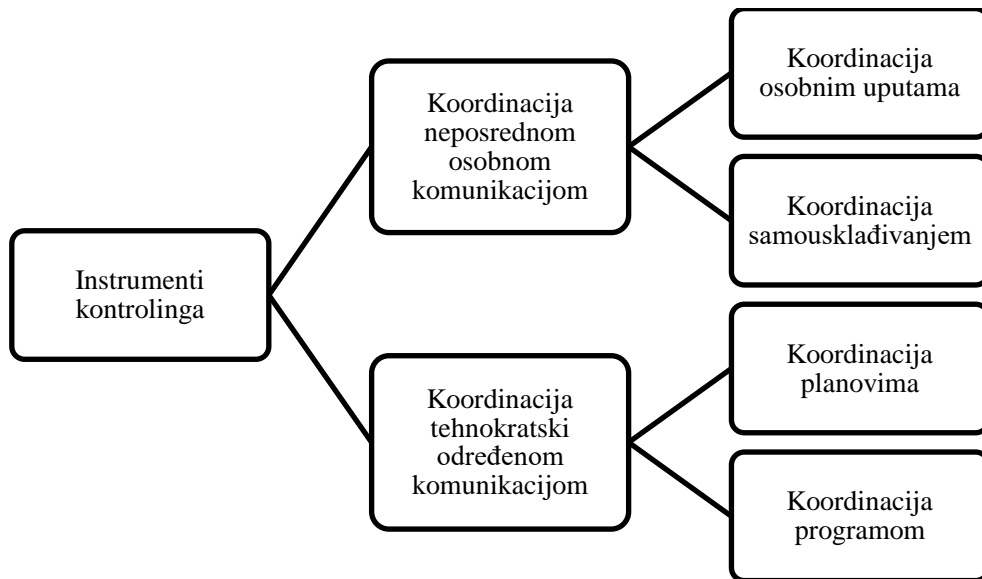 Instrumenti
kontrolinga
Koordinacija
neposrednom
osobnom
komunikacijom
Koordinacija
osobnim uputama
Koordinacija
samousklađivanjem
Koordinacija
tehnokratski
određenom
komunikacijom
Koordinacija
planovima
Koordinacija
programom